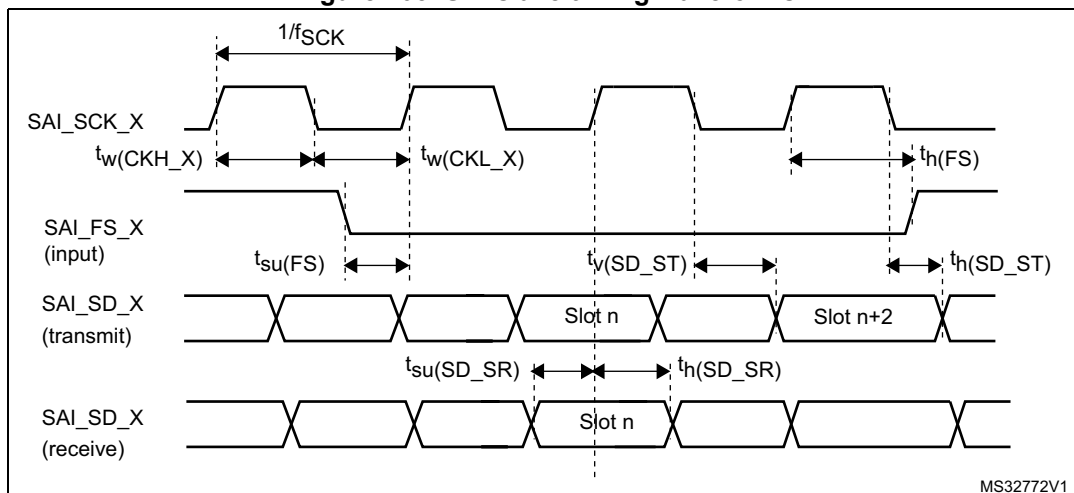 1/fSCK
SAI_SCK_X
tw(CKH_X)
tw(CKL_X)
th(FS)
SAI_FS_X
(input)
tsu(FS)
tv(SD_ST)
th(SD_ST)
SAI_SD_X
(transmit)
Slot n
Slot n+2
tsu(SD_SR)
th(SD_SR)
SAI_SD_X
(receive)
Slot n
MS32772V1